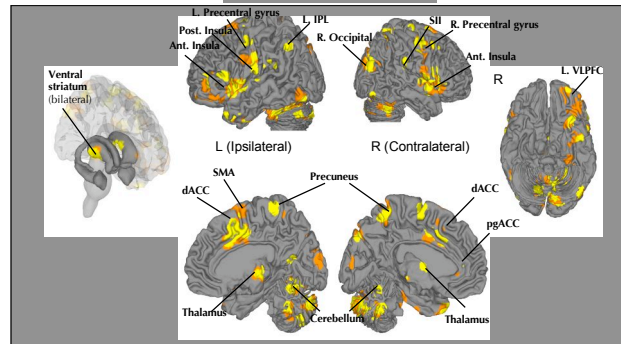 L. Precentral gyrus
Post. Insula
Ant. Insula
L. IPL
R. Occipital
SII
R. Precentral gyrus
Ant. Insula
R
L. VLPFC
Ventral
striatum
(bilateral)
L (Ipsilateral)
R (Contralateral)
SMA
dACC
Precuneus
dACC
pgACC
Thalamus
Cerebellum
Thalamus